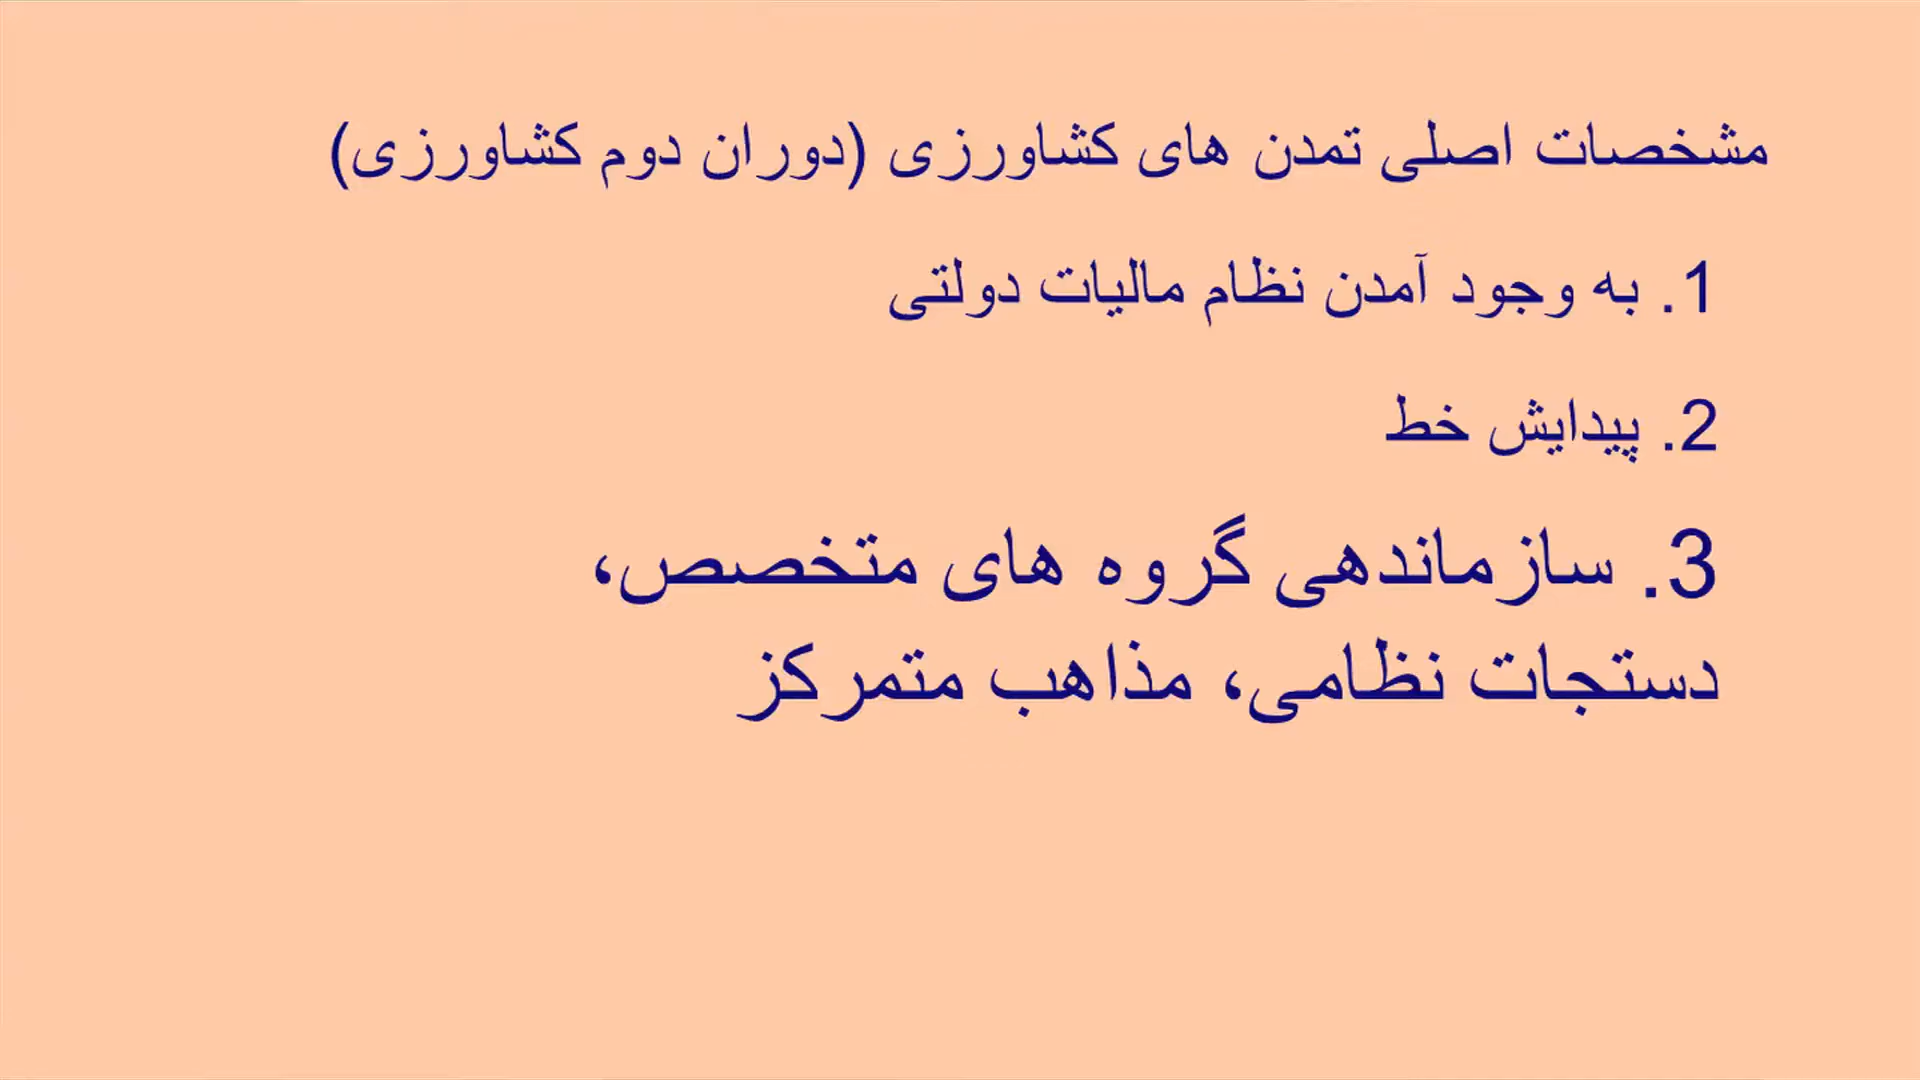 مشخصات اصلی تمدن های کشاورزی (دوران دوم کشاورزی)
1. به وجود آمدن نظام مالیات دولتی
2. پیدایش خط
3. سازماندهی گروه های متخصص،
دستجات نظامی، مذاهب متمرکز